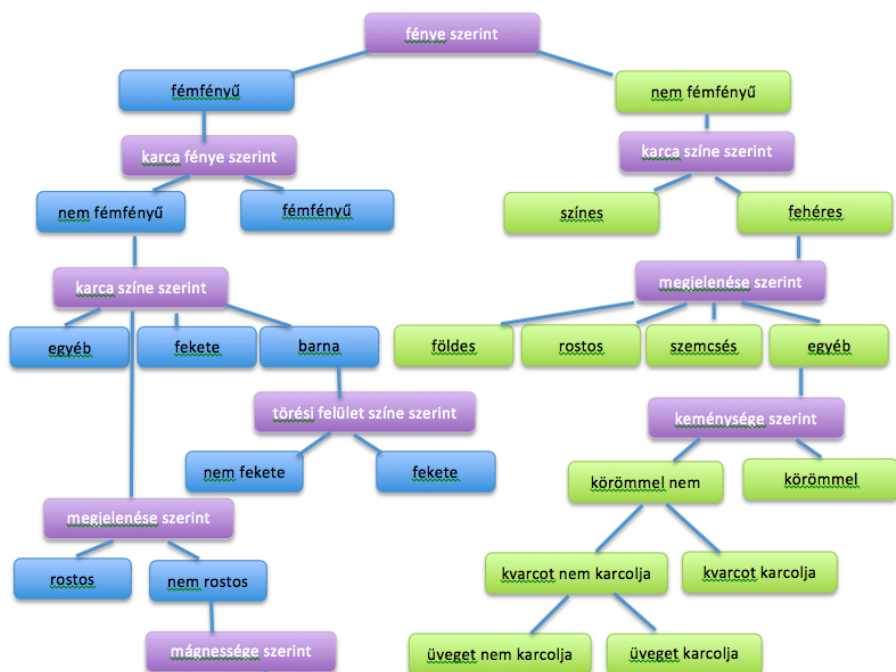 fénye szerint
fémfényű
nem fémfényű
karca fénye szerint
karca színe szerint
nem fémfényű
fémfényű
színes
fehéres
karca színe szerint
megjelenése szerint
egyéb
fekete
barna
földes
rostos
szemcsés
egyéb
törési felület színe szerint
keménysége szerint
nem fekete
fekete
körömmel nem
körömmel
megjelenése szerint
rostos
nem rostos
kvarcot nem karcolja
kvarcot karcolja
mágnessége szerint
üveget nem karcolja
üveget karcolja